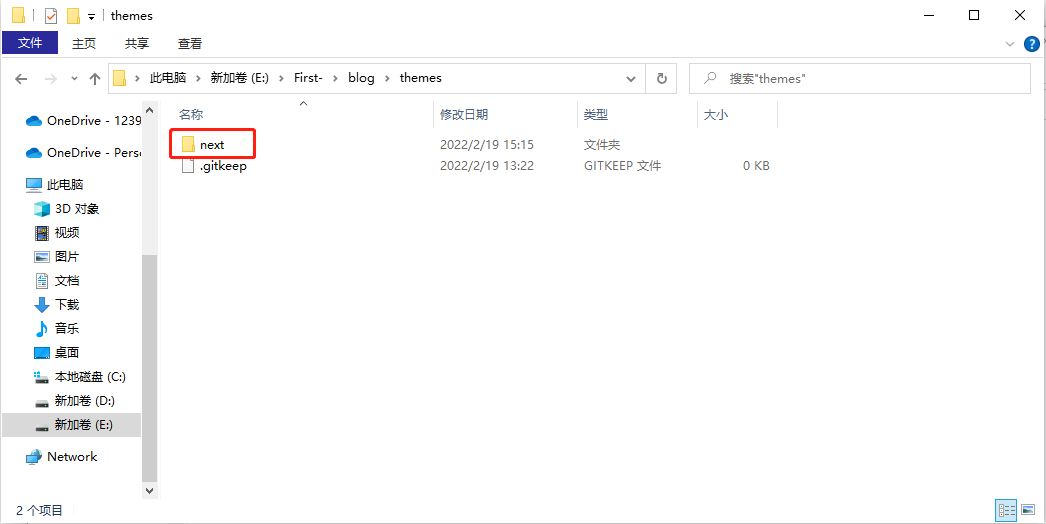 themes
文件 主页 共享 查看
此电脑 新加卷 (E:) First- blog themes 搜索"themes"
名称 修改日期 类型 大小
next 2022/2/19 15:15 文件夹
.gitkeep 2022/2/19 13:22 GITKEEP 文件 0 KB
OneDrive - 1239
OneDrive - Perso
此电脑
3D 对象
视频
图片
文档
下载
音乐
桌面
本地磁盘 (C:)
新加卷 (D:)
新加卷 (E:)
Network
2 个项目